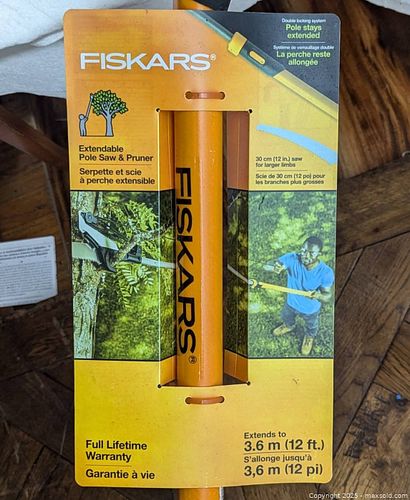 Double locking system
Pole stays
extended
Système de verrouillage double
La perche reste
allongée
FISKARS®
Extendable
Pole Saw & Pruner
Serpette et scie
à perche extensible
30 cm (12 in.) saw
for larger limbs
Scie de 30 cm (12 po) pour
les branches plus grosses
FISKARS®
Full Lifetime
Warranty
Garantie à vie
Extends to
3.6 m (12 ft.)
S'allonge jusqu'à
3,6 m (12 pi)
Copyright 2025 - maxsold.com